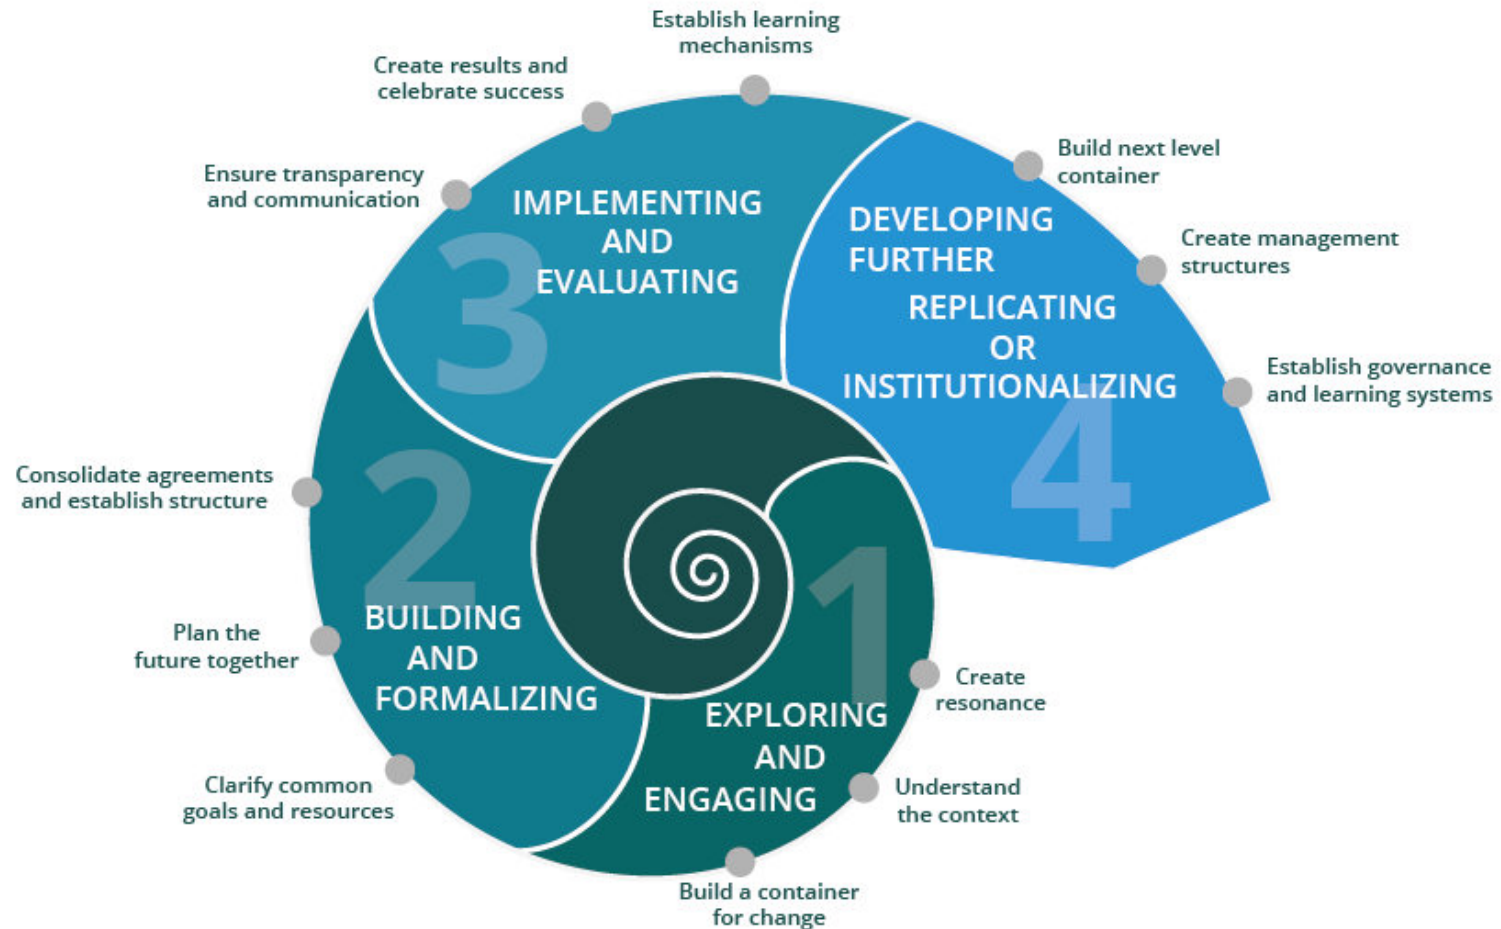 Establish learning
mechanisms
Create results and
celebrate success
Ensure transparency
and communication
IMPLEMENTING
AND
EVALUATING
3
Build next level
container
Create management
structures
Establish governance
and learning systems
DEVELOPING
FURTHER
REPLICATING
OR
INSTITUTIONALIZING
4
Consolidate agreements
and establish structure
Plan the
future together
Clarify common
goals and resources
2
BUILDING
AND
FORMALIZING
1
EXPLORING
AND
ENGAGING
Create
resonance
Understand
the context
Build a container
for change